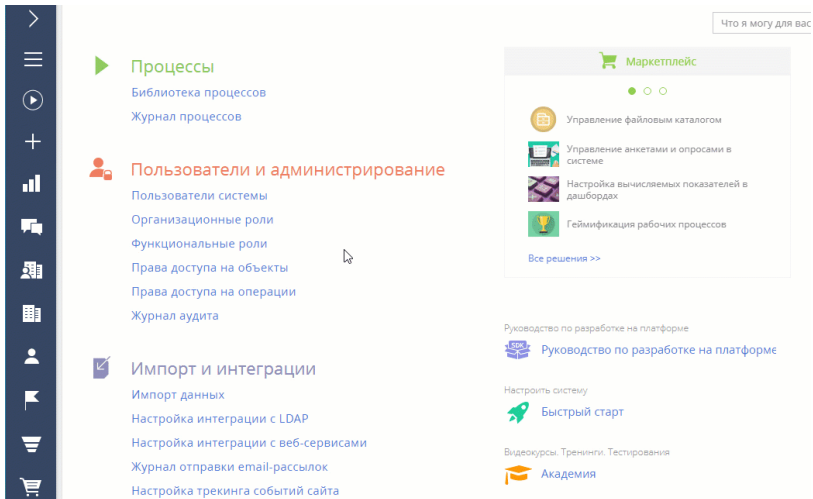 Что я могу для вас
Процессы
Библиотека процессов
Журнал процессов
Пользователи и администрирование
Пользователи системы
Организационные роли
Функциональные роли
Права доступа на объекты
Права доступа на операции
Журнал аудита
Импорт и интеграции
Импорт данных
Настройка интеграции с LDAP
Настройка интеграции с веб-сервисами
Журнал отправки email-рассылок
Настройка трекинга событий сайта
Маркетплейс
Управление файловым каталогом
Управление анкетами и опросами в
системе
Настройка вычисляемых показателей в
дашбордах
Геймификация рабочих процессов
Все решения >>
Руководство по разработке на платформе
SDK
Руководство по разработке на платформе
Настроить систему
Быстрый старт
Видеокурсы. Тренинги. Тестирования
Академия